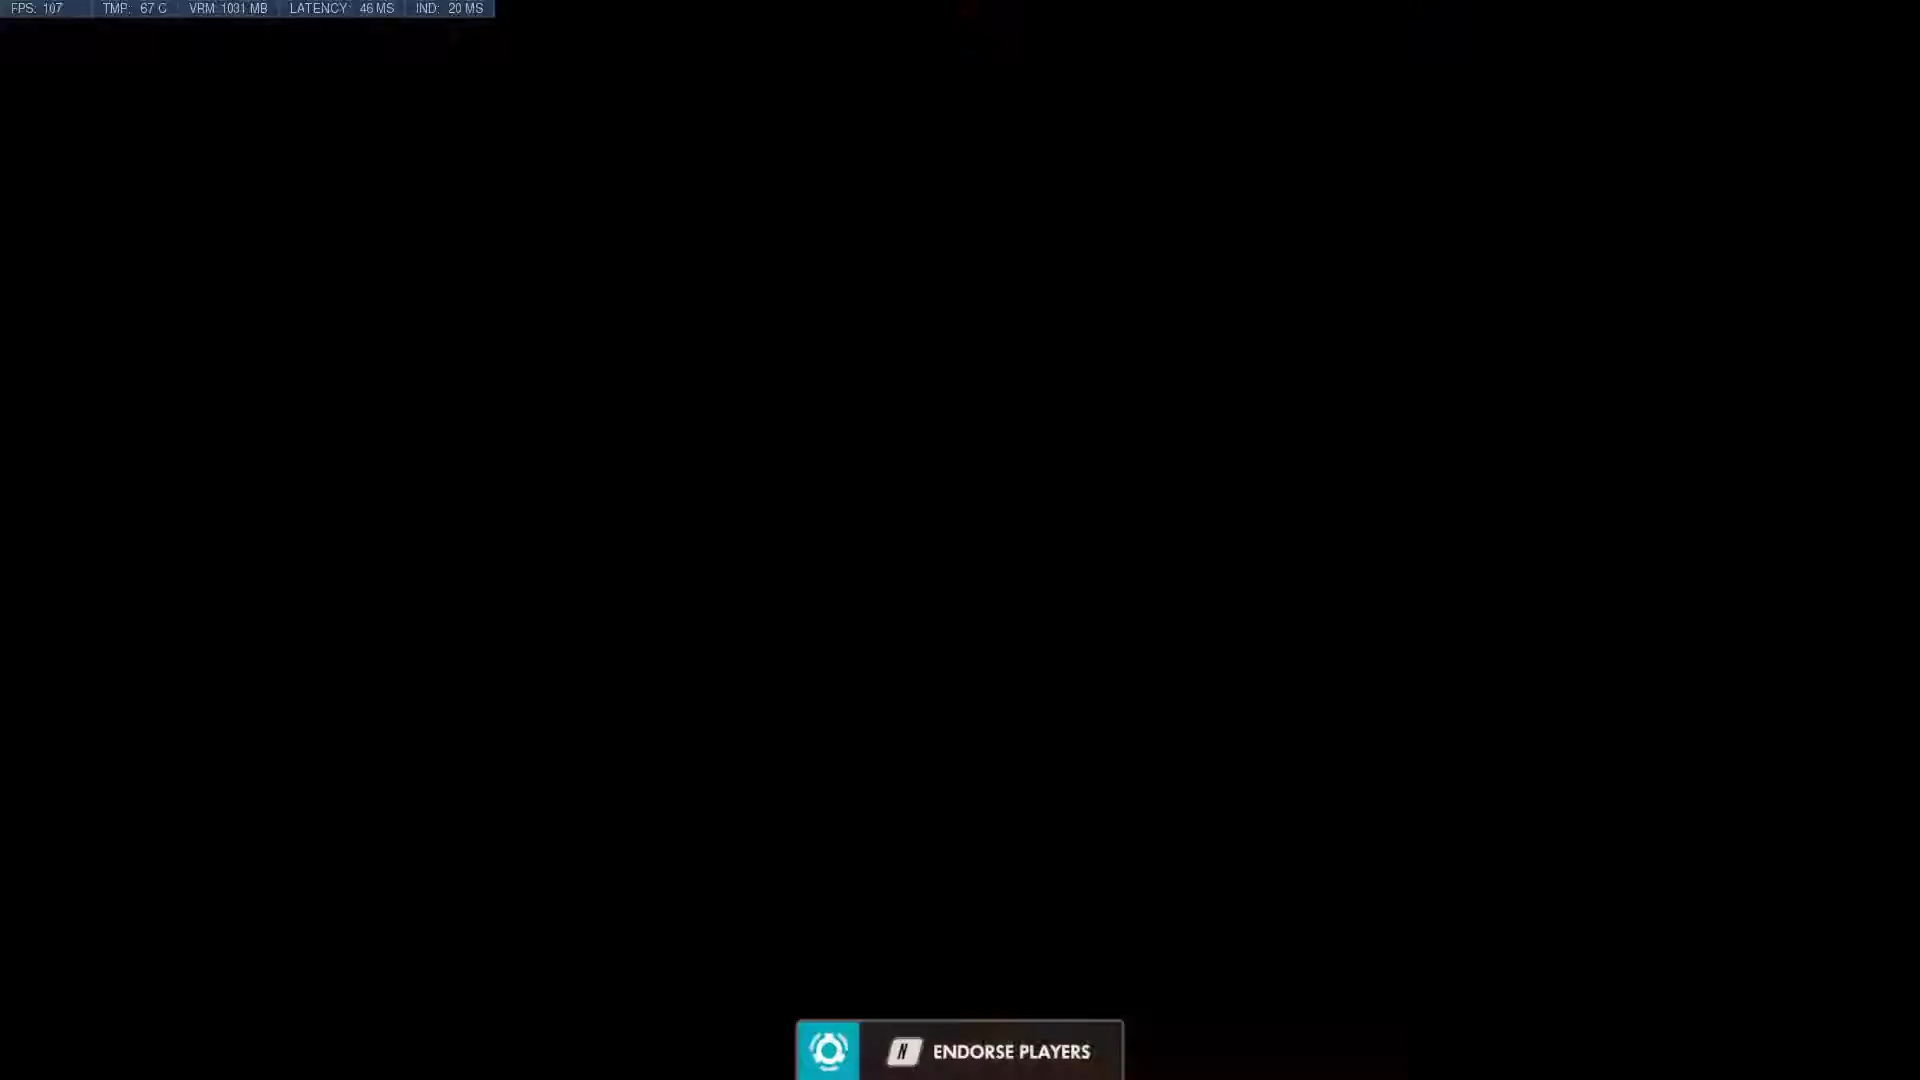 FPS: 107 TMP: 67 C VRM 1031 MB LATENCY: 46 MS IND: 20 MS
N ENDORSE PLAYERS